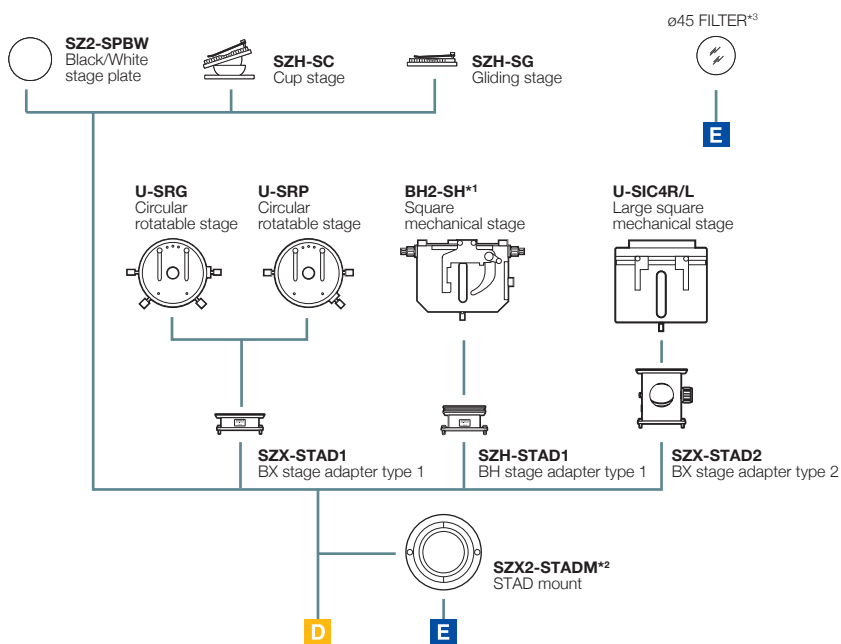 SZ2-SPBW
Black/White
stage plate
SZH-SC
Cup stage
SZH-SG
Gliding stage
ø45 FILTER*3
E
U-SRG
Circular
rotatable stage
U-SRP
Circular
rotatable stage
BH2-SH*1
Square
mechanical stage
U-SIC4R/L
Large square
mechanical stage
SZX-STAD1
BX stage adapter type 1
SZH-STAD1
BH stage adapter type 1
SZX-STAD2
BX stage adapter type 2
SZX2-STADM*2
STAD mount
D
E